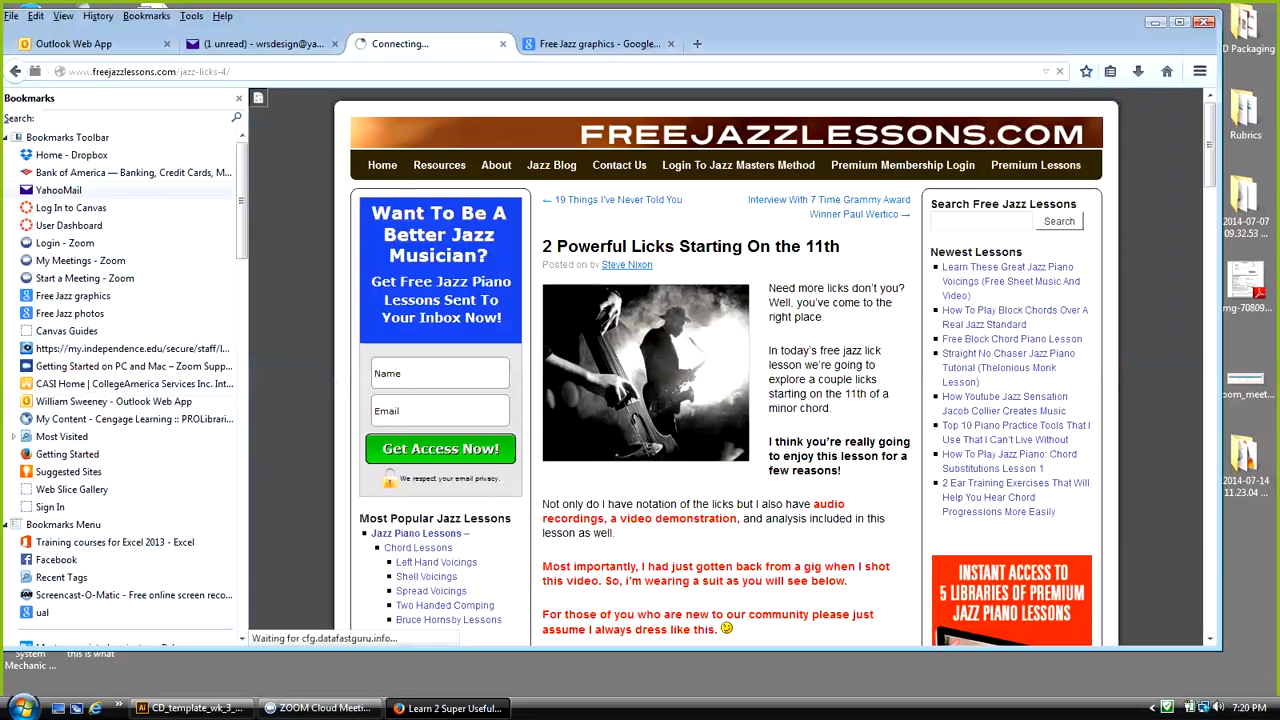 File Edit View History Bookmarks Tools Help
Outlook Web App
(1 unread) - wrsdesign@ya...
Connecting...
Free Jazz graphics - Google...
www.freejazzlessons.com/jazz-licks-4/
Bookmarks
Search:
Bookmarks Toolbar
Home - Dropbox
Bank of America — Banking, Credit Cards, M...
YahooMail
Log In to Canvas
User Dashboard
Login - Zoom
My Meetings - Zoom
Start a Meeting - Zoom
Free Jazz graphics
Free Jazz photos
Canvas Guides
https://my.independence.edu/secure/staff/l...
Getting Started on PC and Mac – Zoom Supp...
CASI Home | CollegeAmerica Services Inc. Int...
William Sweeney - Outlook Web App
My Content - Cengage Learning :: PROLibrari...
Most Visited
Getting Started
Suggested Sites
Web Slice Gallery
Sign In
Bookmarks Menu
Training courses for Excel 2013 - Excel
Facebook
Recent Tags
Screencast-O-Matic - Free online screen reco...
ual
FREEJAZZLESSONS.COM
Home Resources About Jazz Blog Contact Us Login To Jazz Masters Method Premium Membership Login Premium Lessons
Want To Be A
Better Jazz
Musician?
Get Free Jazz Piano
Lessons Sent To
Your Inbox Now!
Name
Email
Get Access Now!
We respect your email privacy.
Most Popular Jazz Lessons
Jazz Piano Lessons –
Chord Lessons
Left Hand Voicings
Shell Voicings
Spread Voicings
Two Handed Comping
Bruce Hornsby Lessons
← 19 Things I've Never Told You
Interview With 7 Time Grammy Award
Winner Paul Wertico →
2 Powerful Licks Starting On the 11th
Posted on by Steve Nixon
Need more licks don't you?
Well, you've come to the
right place.
In today's free jazz lick
lesson we're going to
explore a couple licks
starting on the 11th of a
minor chord.
I think you're really going
to enjoy this lesson for a
few reasons!
Not only do I have notation of the licks but I also have audio
recordings, a video demonstration, and analysis included in this
lesson as well.
Most importantly, I had just gotten back from a gig when I shot
this video. So, i'm wearing a suit as you will see below.
For those of you who are new to our community please just
assume I always dress like this.
Search Free Jazz Lessons
Search
Newest Lessons
Learn These Great Jazz Piano
Voicings (Free Sheet Music And
Video)
How To Play Block Chords Over A
Real Jazz Standard
Free Block Chord Piano Lesson
Straight No Chaser Jazz Piano
Tutorial (Thelonious Monk
Lesson)
How Youtube Jazz Sensation
Jacob Collier Creates Music
Top 10 Piano Practice Tools That I
Use That I Can't Live Without
How To Play Jazz Piano: Chord
Substitutions Lesson 1
2 Ear Training Exercises That Will
Help You Hear Chord
Progressions More Easily
INSTANT ACCESS TO
5 LIBRARIES OF PREMIUM
JAZZ PIANO LESSONS
Waiting for cfg.datafastguru.info...
D Packaging
Rubrics
2014-07-07
09.32.53 ...
mg-70809...
oom_meet...
2014-07-14
11.23.04 ...
System
Mechanic ...
this is what
CD_template_wk_3_...
ZOOM Cloud Meeti...
Learn 2 Super Useful...
7:20 PM